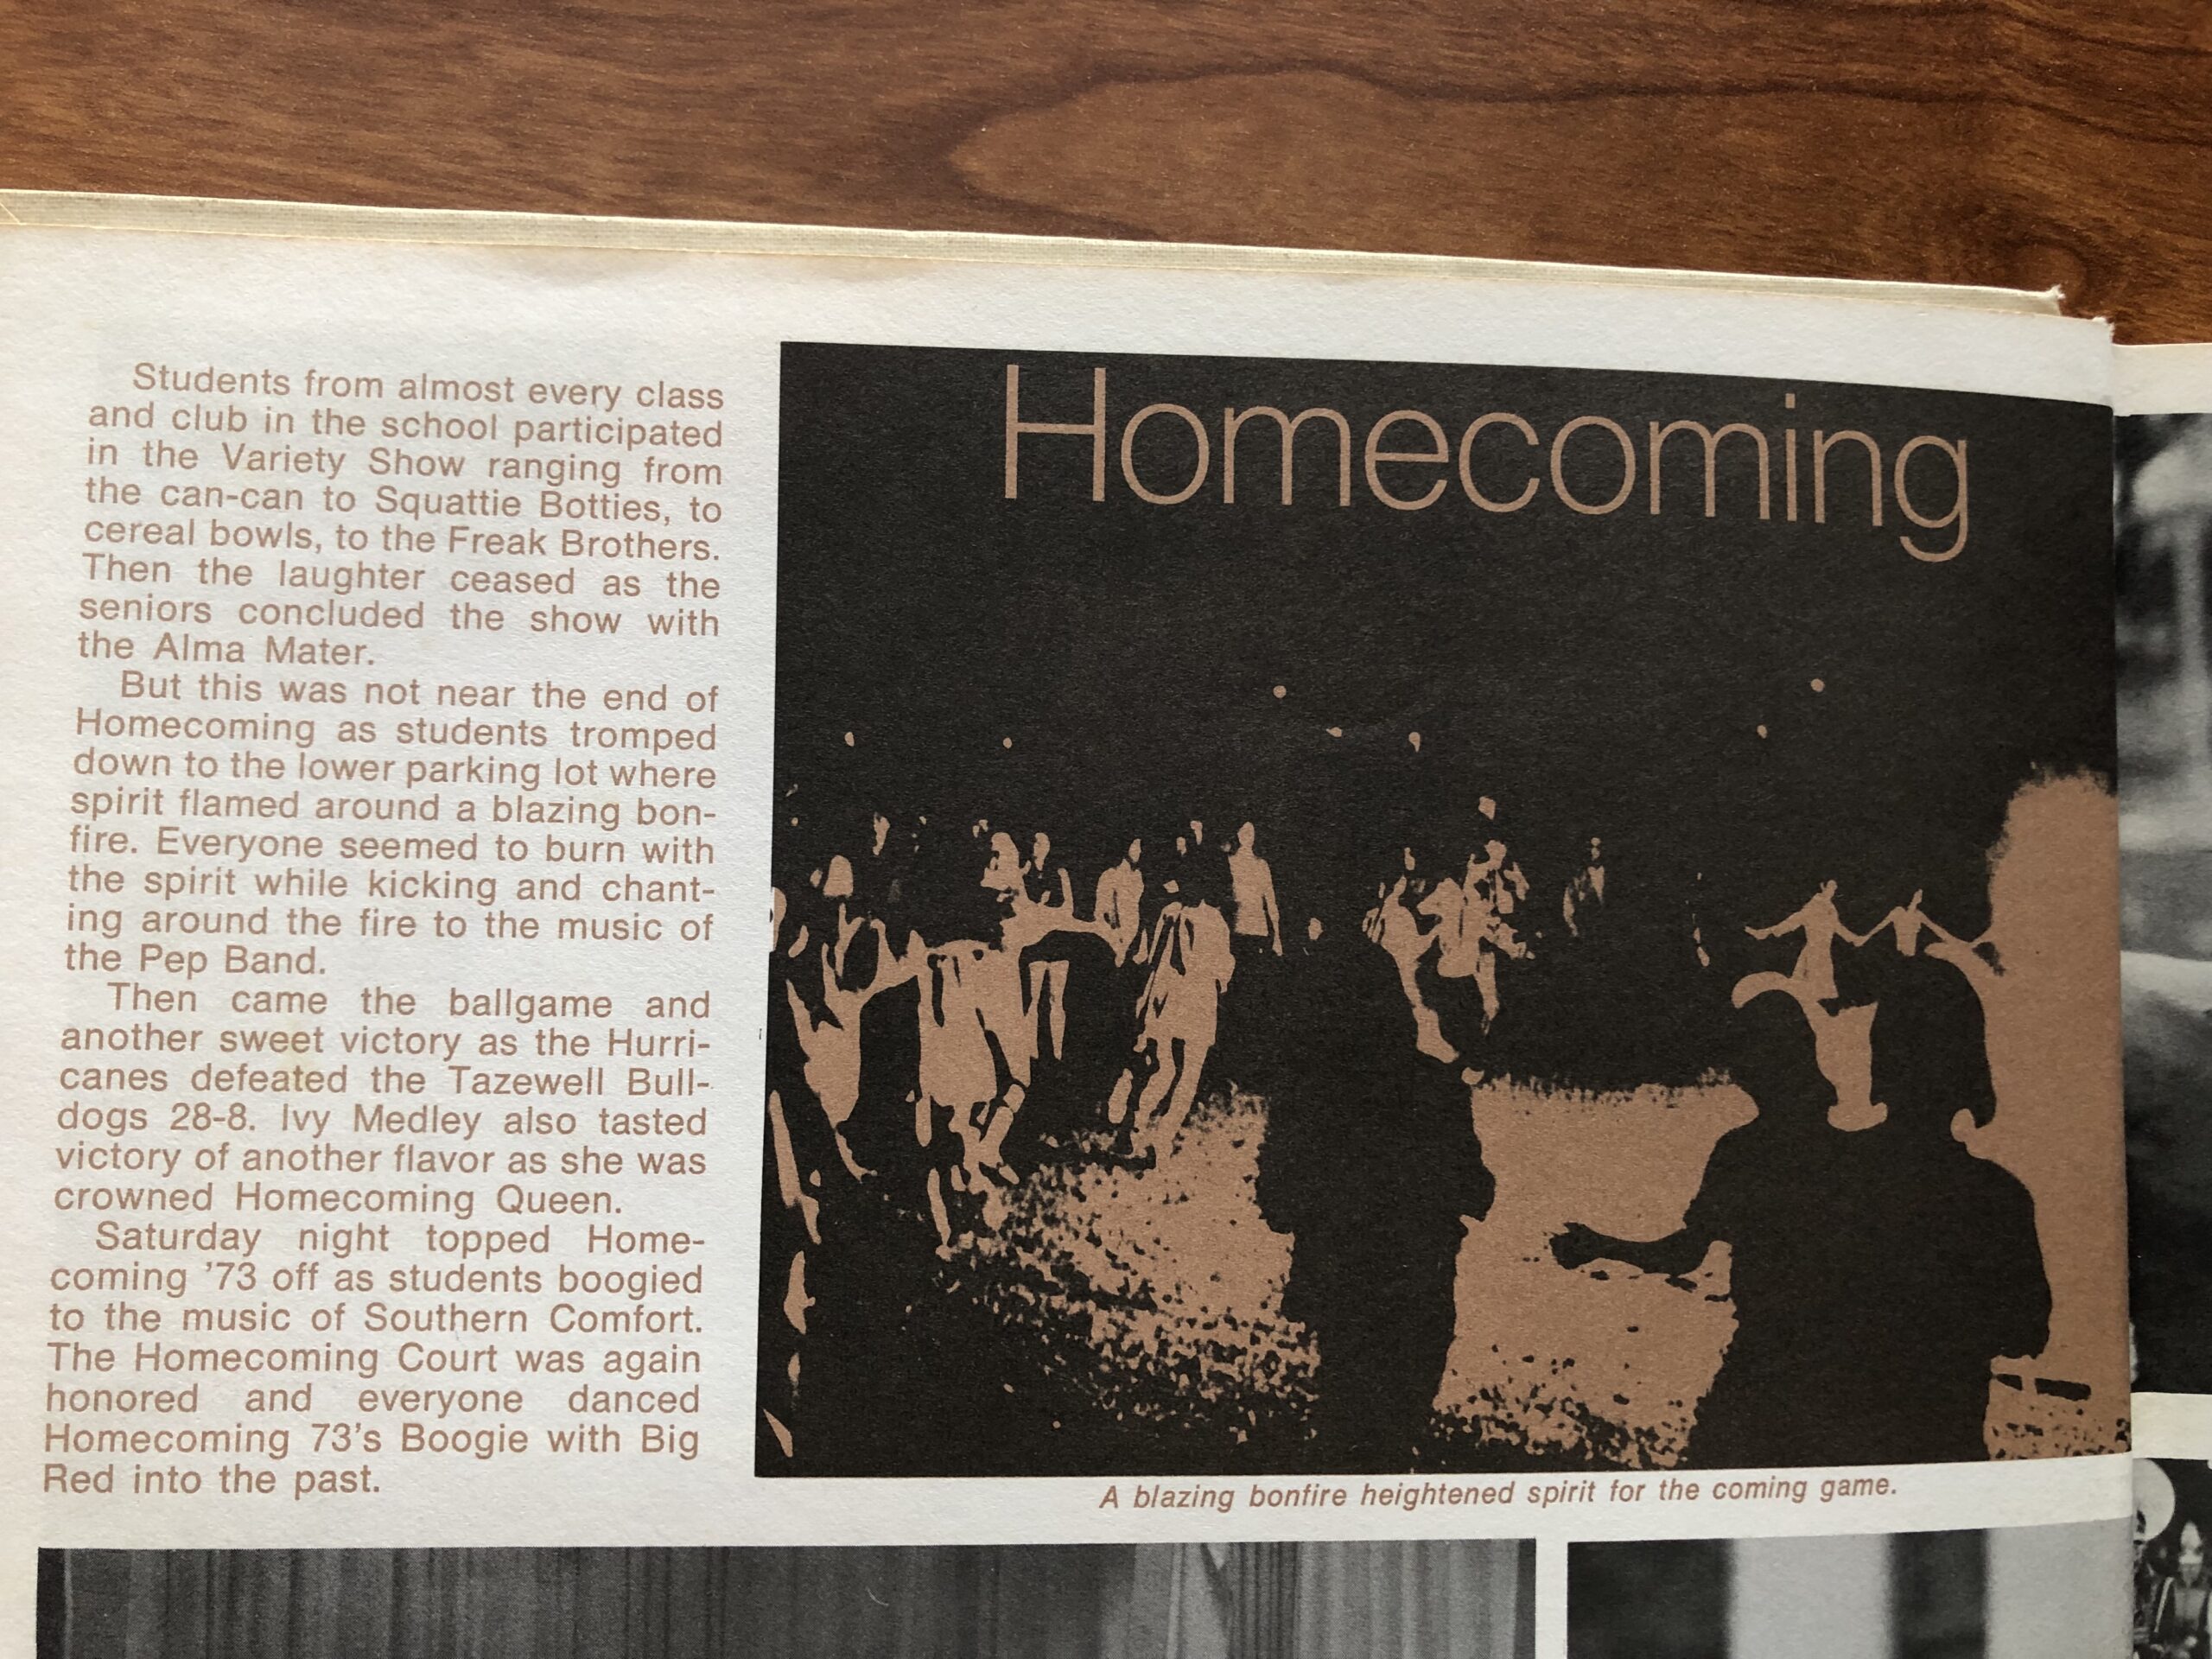 Students from almost every class
and club in the school participated
in the Variety Show ranging from
the can-can to Squattie Botties, to
cereal bowls, to the Freak Brothers.
Then the laughter ceased as the
seniors concluded the show with
the Alma Mater.
But this was not near the end of
Homecoming as students tromped
down to the lower parking lot where
spirit flamed around a blazing bon-
fire. Everyone seemed to burn with
the spirit while kicking and chant-
ing around the fire to the music of
the Pep Band.
Then came the ballgame and
another sweet victory as the Hurri-
canes defeated the Tazewell Bull-
dogs 28-8. Ivy Medley also tasted
victory of another flavor as she was
crowned Homecoming Queen.
Saturday night topped Home-
coming '73 off as students boogied
to the music of Southern Comfort.
The Homecoming Court was again
honored and everyone danced
Homecoming 73's Boogie with Big
Red into the past.
Homecoming
A blazing bonfire heightened spirit for the coming game.